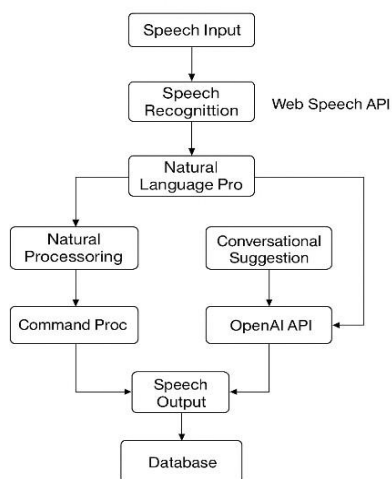 Speech Input
Speech
Recognittion
Web Speech API
Natural
Language Pro
Natural
Processoring
Conversational
Suggestion
Command Proc
OpenAI API
Speech
Output
Database